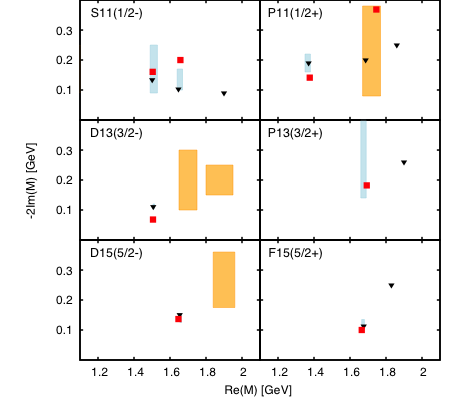 S11(1/2-) P11(1/2+)
0.3
0.2
0.1
D13(3/2-) P13(3/2+)
0.3
0.2
0.1
-2Im(M) [GeV]
D15(5/2-) F15(5/2+)
0.3
0.2
0.1
1.2 1.4 1.6 1.8 2 1.2 1.4 1.6 1.8 2
Re(M) [GeV]